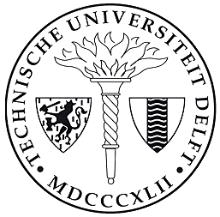 · TECHNISCHE UNIVERSITEIT DELFT ·
MDCCCXLII